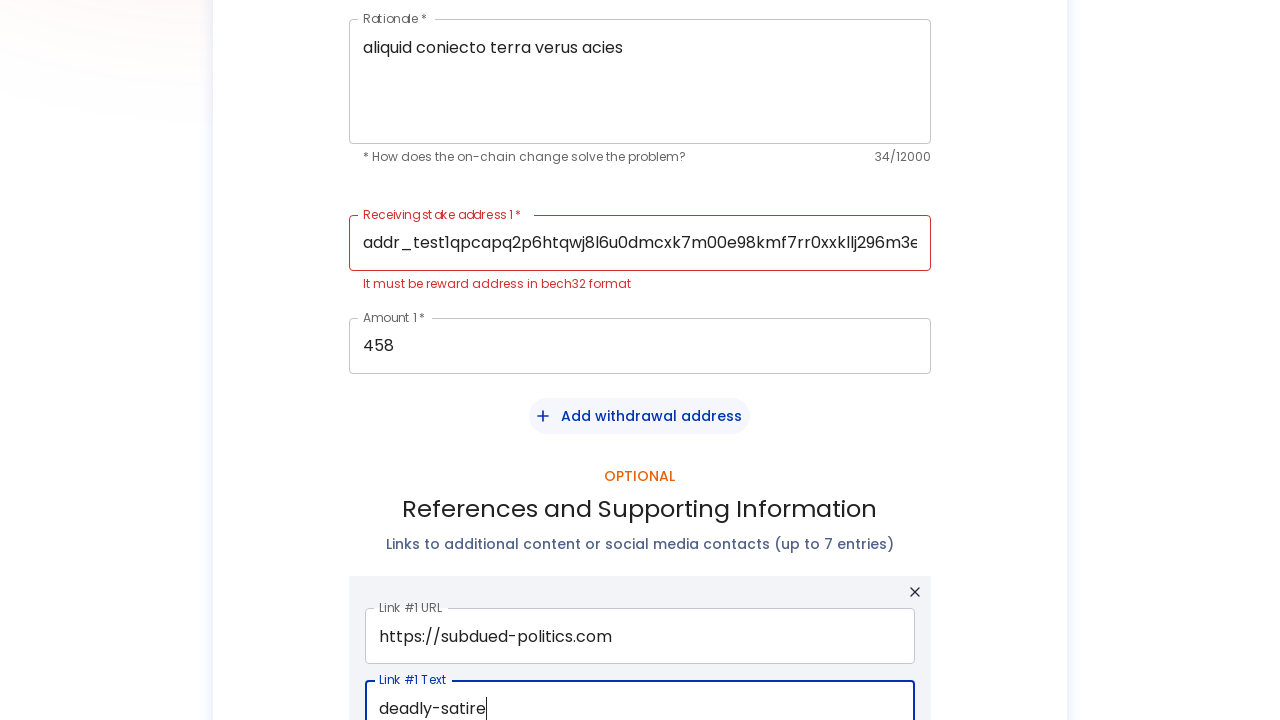 Rationale *
aliquid coniecto terra verus acies
* How does the on-chain change solve the problem?
34/12000
Receiving stake address 1 *
addr_test1qpcapq2p6htqwj8l6u0dmcxk7m00e98kmf7rr0xxkllj296m3e
It must be reward address in bech32 format
Amount 1 *
458
Add withdrawal address
OPTIONAL
References and Supporting Information
Links to additional content or social media contacts (up to 7 entries)
Link #1 URL
https://subdued-politics.com
Link #1 Text
deadly-satire